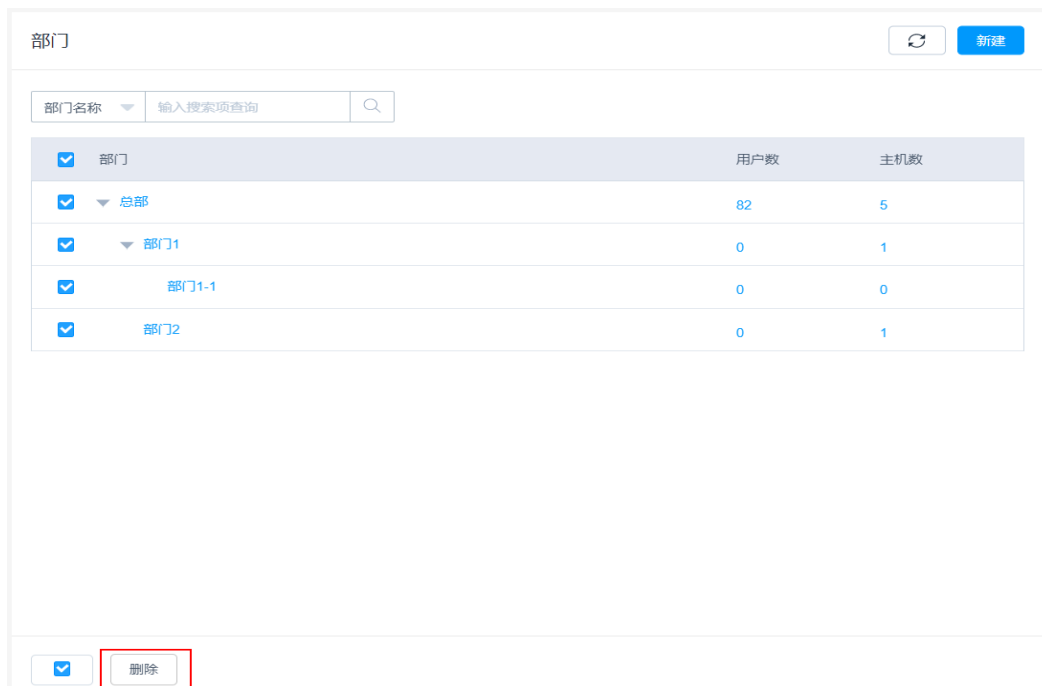 部门
新建
部门名称 输入搜索项查询
部门 用户数 主机数
总部 82 5
部门1 0 1
部门1-1 0 0
部门2 0 1
删除